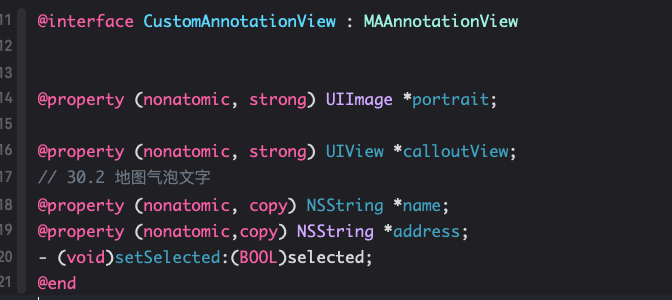 11 @interface CustomAnnotationView : MAAnnotationView
12
13
14 @property (nonatomic, strong) UIImage *portrait;
15
16 @property (nonatomic, strong) UIView *calloutView;
17 // 30.2 地图气泡文字
18 @property (nonatomic, copy) NSString *name;
19 @property (nonatomic,copy) NSString *address;
20 - (void)setSelected:(BOOL)selected;
21 @end